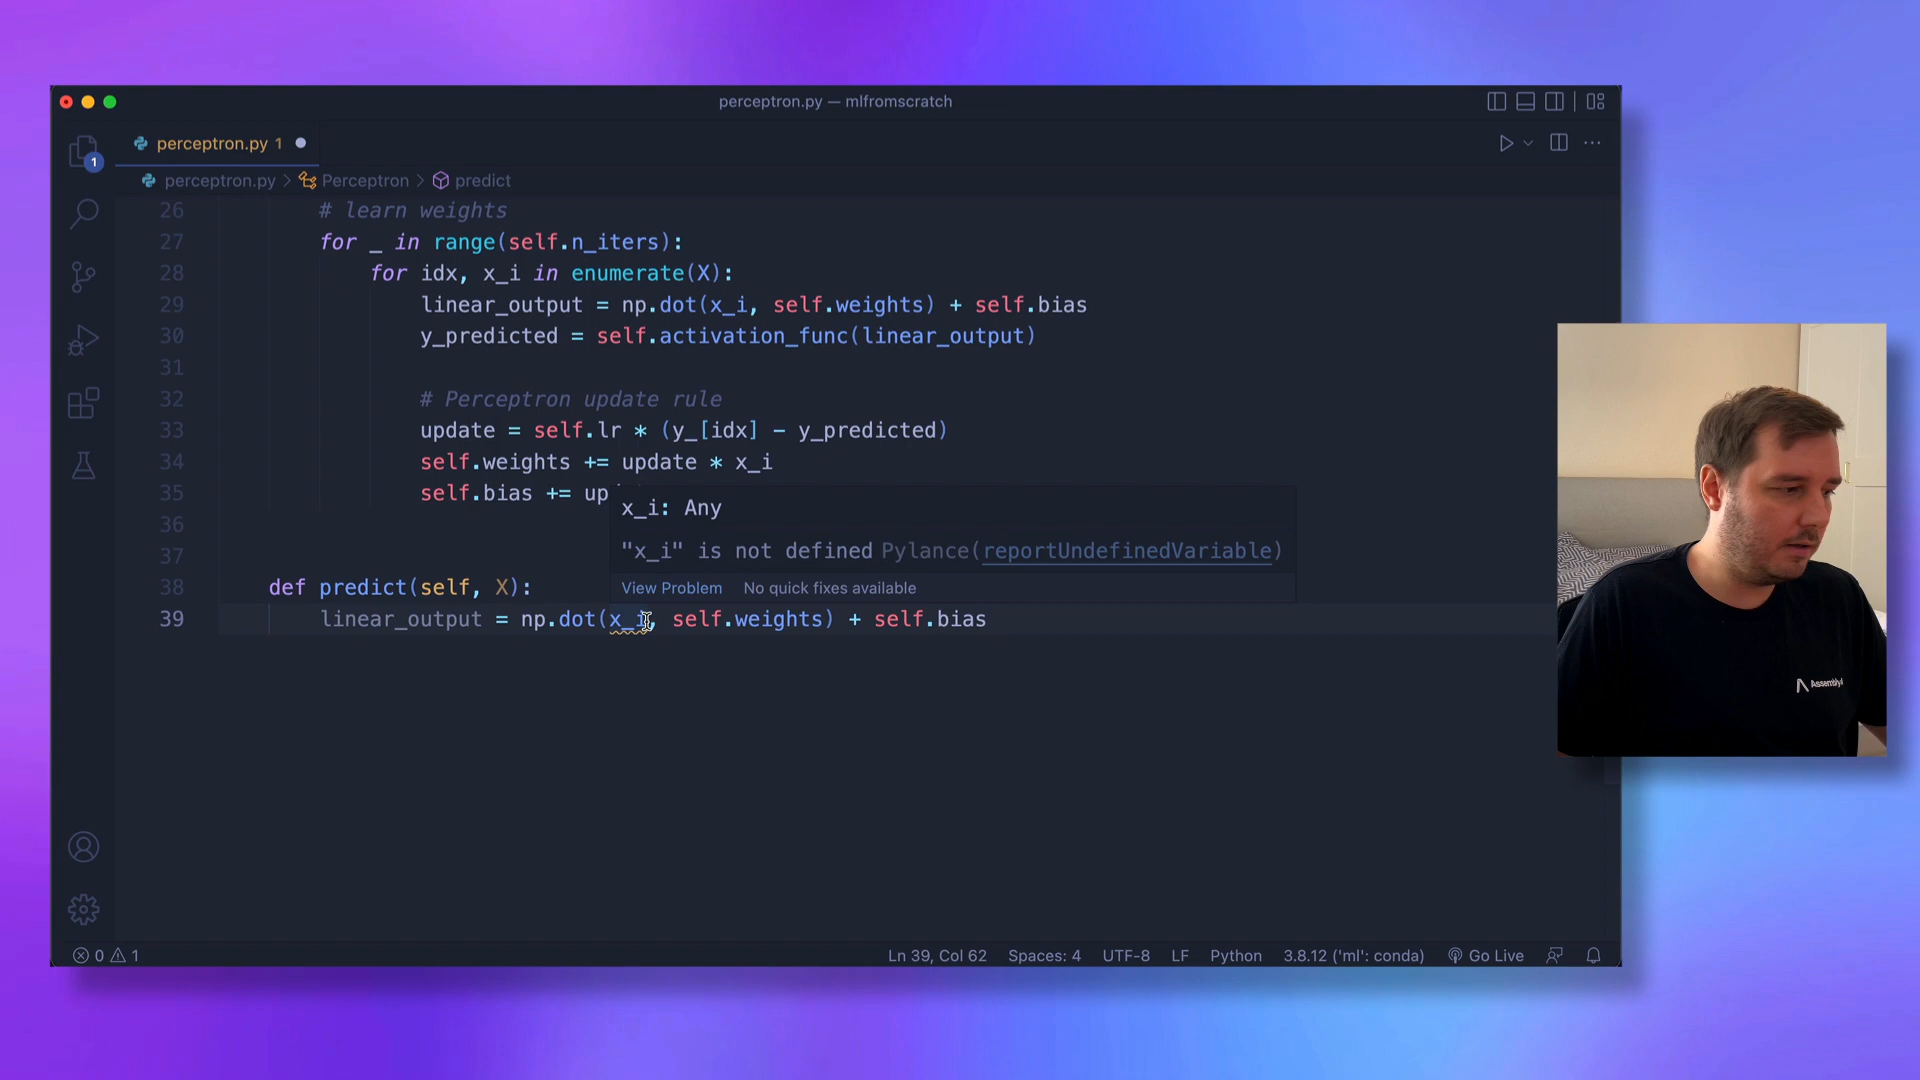 perceptron.py — mlfromscratch
1
perceptron.py 1
perceptron.py > Perceptron > predict
26 # learn weights
27 for _ in range(self.n_iters):
28 for idx, x_i in enumerate(X):
29 linear_output = np.dot(x_i, self.weights) + self.bias
30 y_predicted = self.activation_func(linear_output)
31
32 # Perceptron update rule
33 update = self.lr * (y_[idx] - y_predicted)
34 self.weights += update * x_i
35 self.bias += up
x_i: Any
36
"x_i" is not defined Pylance(reportUndefinedVariable)
37
View Problem No quick fixes available
38 def predict(self, X):
39 linear_output = np.dot(x_i, self.weights) + self.bias
AssemblyA
0 1 Ln 39, Col 62 Spaces: 4 UTF-8 LF Python 3.8.12 ('ml': conda) Go Live